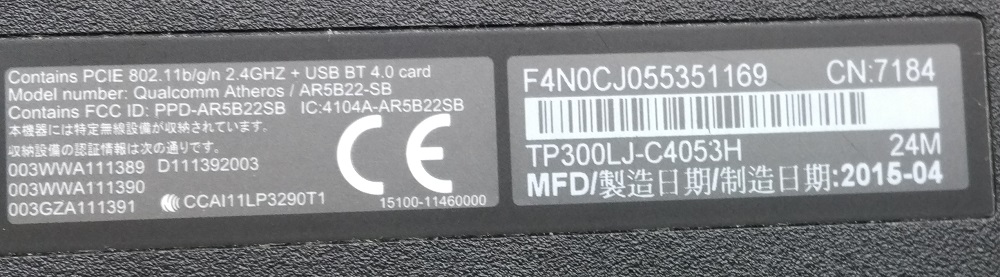 Contains PCIE 802.11b/g/n 2.4GHZ + USB BT 4.0 card
Model number: Qualcomm Atheros / AR5B22-SB
Contains FCC ID: PPD-AR5B22SB IC:4104A-AR5B22SB
本機器には特定無線設備が収納されています。
収納設備の認証情報は次の通りです。
003WWA111389 D111392003
003WWA111390
003GZA111391 CCAI11LP3290T1
CE
15100-11460000
F4N0CJ055351169 CN:7184
TP300LJ-C4053H 24M
MFD/製造日期/制造日期:2015-04